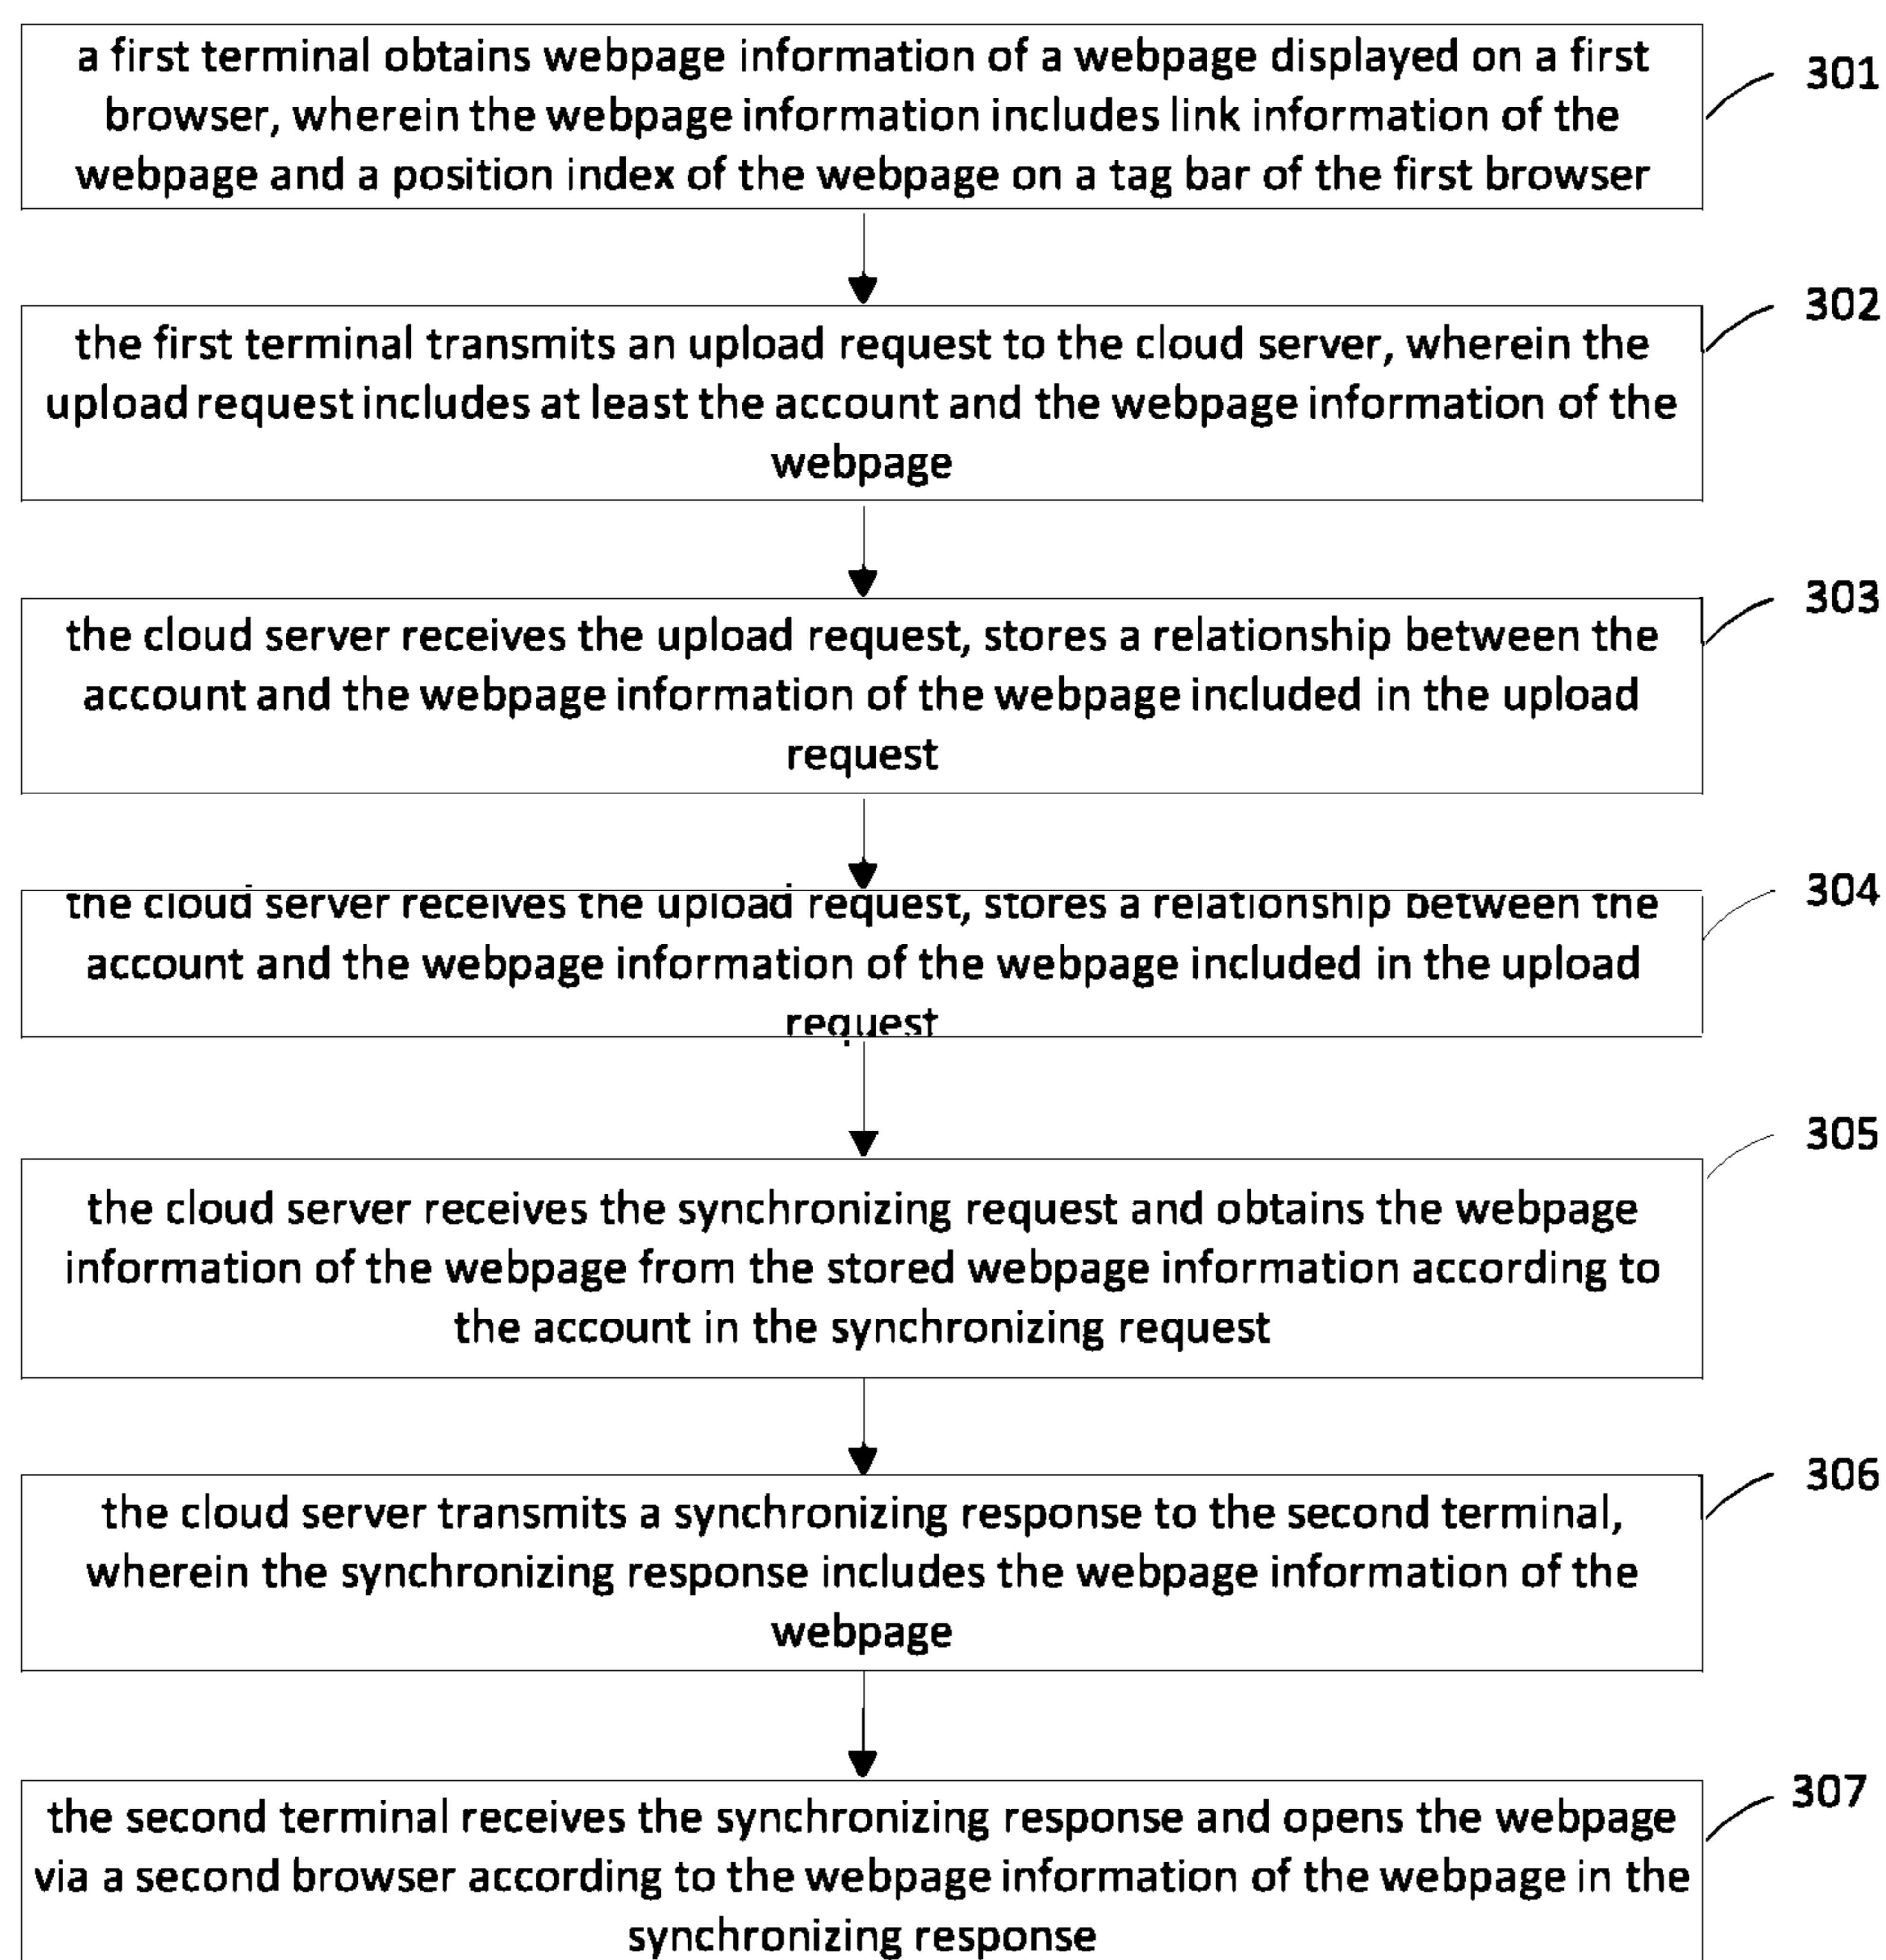 a first terminal obtains webpage information of a webpage displayed on a first
browser, wherein the webpage information includes link information of the
webpage and a position index of the webpage on a tag bar of the first browser
301
the first terminal transmits an upload request to the cloud server, wherein the
upload request includes at least the account and the webpage information of the
webpage
302
the cloud server receives the upload request, stores a relationship between the
account and the webpage information of the webpage included in the upload
request
303
the cloud server receives the upload request, stores a relationship between the
account and the webpage information of the webpage included in the upload
request
304
the cloud server receives the synchronizing request and obtains the webpage
information of the webpage from the stored webpage information according to
the account in the synchronizing request
305
the cloud server transmits a synchronizing response to the second terminal,
wherein the synchronizing response includes the webpage information of the
webpage
306
the second terminal receives the synchronizing response and opens the webpage
via a second browser according to the webpage information of the webpage in the
synchronizing response
307